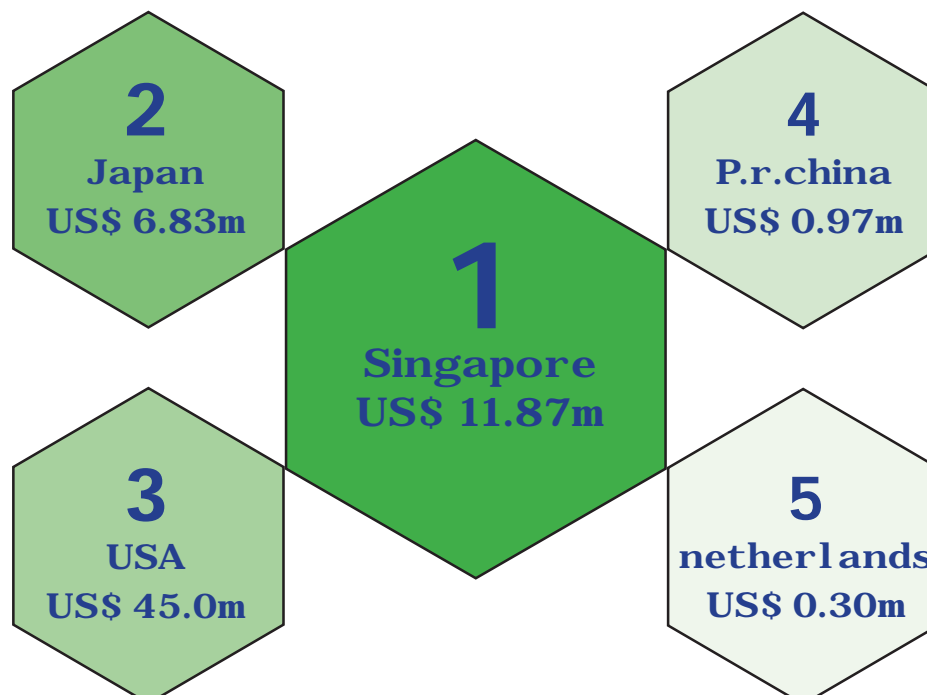 2
Japan
US$ 6.83m
4
P.r.china
US$ 0.97m
1
Singapore
US$ 11.87m
3
USA
US$ 45.0m
5
netherlands
US$ 0.30m